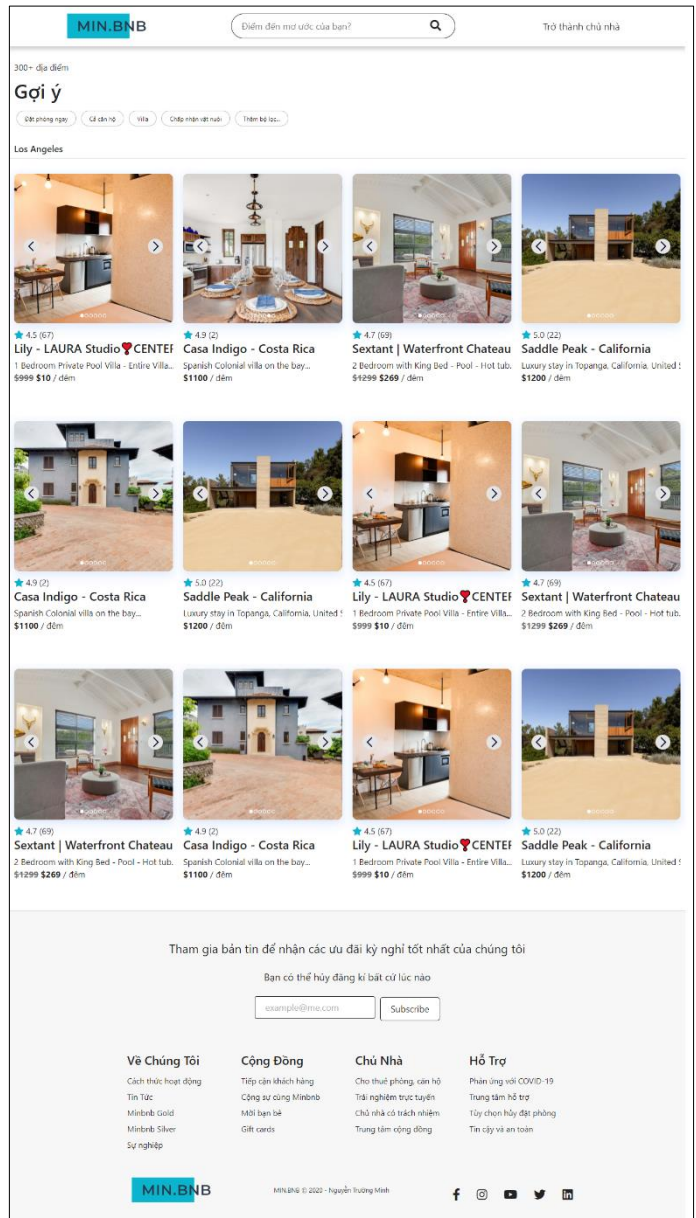 MIN.BNB
Điểm đến mơ ước của bạn?
Trở thành chủ nhà
300+ địa điểm
Gợi ý
Đặt phòng ngay
Cả căn hộ
Villa
Chấp nhận vật nuôi
Thêm bộ lọc...
Los Angeles
4.5 (67)
Lily - LAURA Studio❣CENTER
1 Bedroom Private Pool Villa - Entire Villa...
$999 $10 / đêm
4.9 (2)
Casa Indigo - Costa Rica
Spanish Colonial villa on the bay...
$1100 / đêm
4.7 (69)
Sextant | Waterfront Chateau
2 Bedroom with King Bed - Pool - Hot tub.
$1299 $269 / đêm
5.0 (22)
Saddle Peak - California
Luxury stay in Topanga, California, United S
$1200 / đêm
4.9 (2)
Casa Indigo - Costa Rica
Spanish Colonial villa on the bay...
$1100 / đêm
5.0 (22)
Saddle Peak - California
Luxury stay in Topanga, California, United S
$1200 / đêm
4.5 (67)
Lily - LAURA Studio❣CENTER
1 Bedroom Private Pool Villa - Entire Villa...
$999 $10 / đêm
4.7 (69)
Sextant | Waterfront Chateau
2 Bedroom with King Bed - Pool - Hot tub.
$1299 $269 / đêm
4.7 (69)
Sextant | Waterfront Chateau
2 Bedroom with King Bed - Pool - Hot tub.
$1299 $269 / đêm
4.9 (2)
Casa Indigo - Costa Rica
Spanish Colonial villa on the bay...
$1100 / đêm
4.5 (67)
Lily - LAURA Studio❣CENTER
1 Bedroom Private Pool Villa - Entire Villa...
$999 $10 / đêm
5.0 (22)
Saddle Peak - California
Luxury stay in Topanga, California, United S
$1200 / đêm
Tham gia bản tin để nhận các ưu đãi kỳ nghỉ tốt nhất của chúng tôi
Bạn có thể hủy đăng kí bất cứ lúc nào
example@me.com
Subscribe
Về Chúng Tôi
Cách thức hoạt động
Tin Tức
Minbnb Gold
Minbnb Silver
Sự nghiệp
Cộng Đồng
Tiếp cận khách hàng
Cộng sự cùng Minbnb
Mời bạn bè
Gift cards
Chủ Nhà
Cho thuê phòng, căn hộ
Trải nghiệm trực tuyến
Chủ nhà có trách nhiệm
Trung tâm cộng đồng
Hỗ Trợ
Phản ứng với COVID-19
Trung tâm hỗ trợ
Tùy chọn hủy đặt phòng
Tin cậy và an toàn
MIN.BNB
MIN.BNB © 2020 - Nguyễn Trường Minh